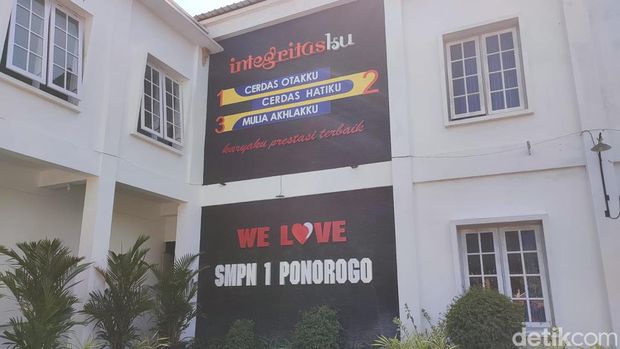 integritasku
1 CERDAS OTAKKU
CERDAS HATIKU 2
3 MULIA AKHLAKKU
karyaku prestasi terbaik
WE LOVE
SMPN 1 PONOROGO
detikcom